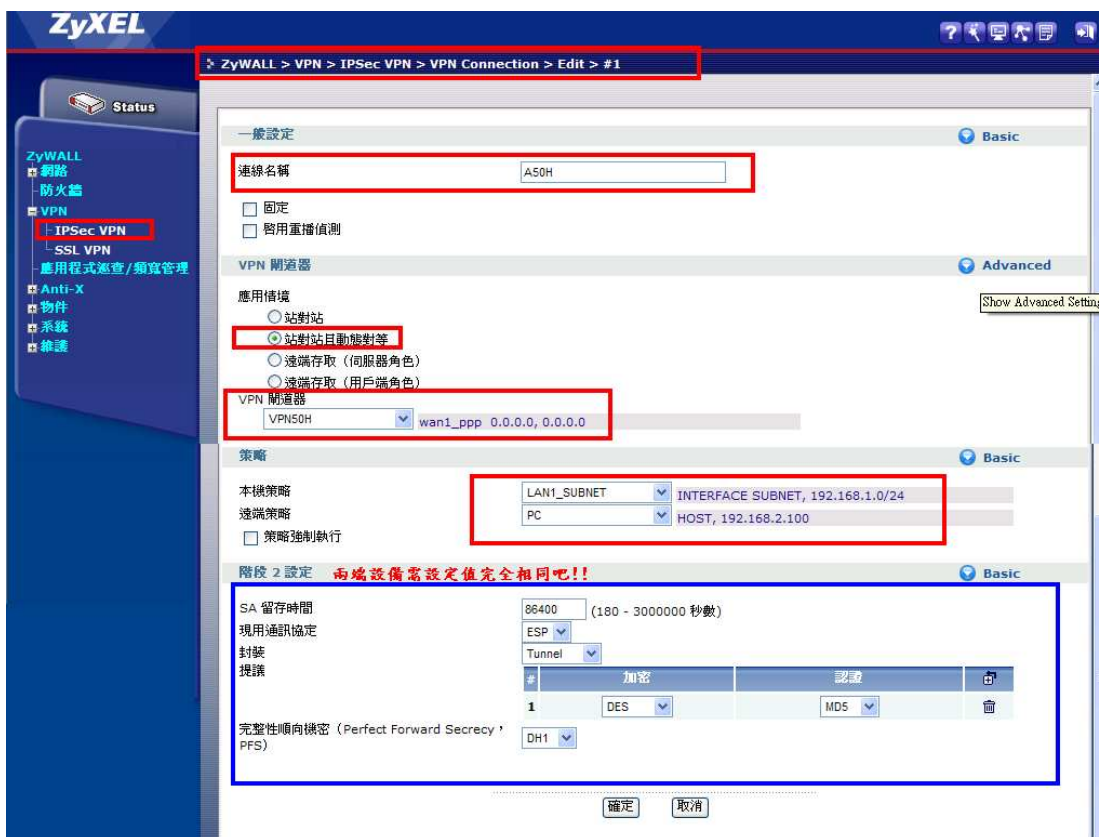 ZyXEL
ZyWALL > VPN > IPSec VPN > VPN Connection > Edit > #1
Status
ZyWALL
網路
防火牆
VPN
IPSec VPN
SSL VPN
應用程式巡查/頻寬管理
Anti-X
物件
系統
維護
一般設定 Basic
連線名稱 A50H
固定
啓用重播偵測
VPN 閘道器 Advanced
Show Advanced Setting
應用情境
站對站
站對站且動態對等
遠端存取（伺服器角色）
遠端存取（用戶端角色）
VPN 閘道器
VPN50H wan1_ppp 0.0.0.0, 0.0.0.0
策略 Basic
本機策略 LAN1_SUBNET INTERFACE SUBNET, 192.168.1.0/24
遠端策略 PC HOST, 192.168.2.100
策略強制執行
階段 2 設定 兩端設備需設定值完全相同吧!! Basic
SA 留存時間 86400 (180 - 3000000 秒數)
現用通訊協定 ESP
封裝 Tunnel
提議 # 加密 認證
1 DES MD5
完整性順向機密（Perfect Forward Secrecy，
PFS） DH1
確定 取消